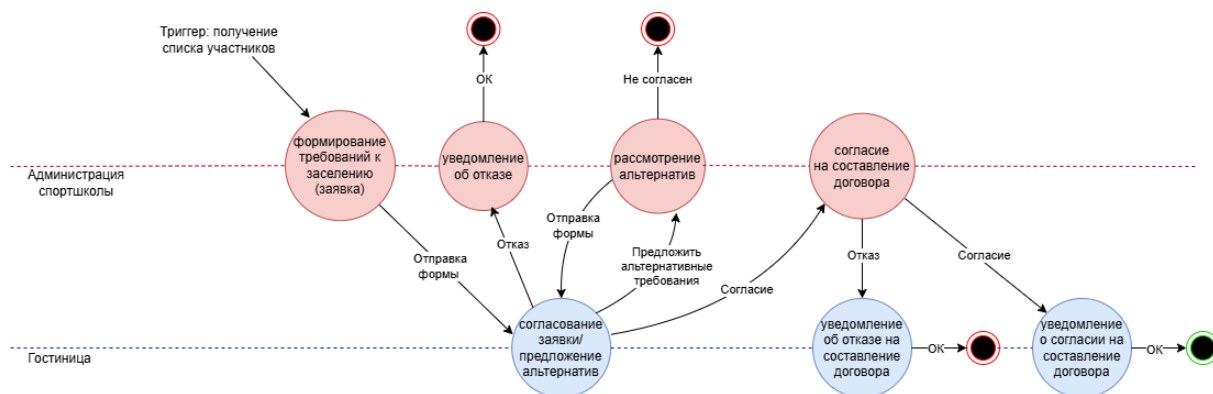 Триггер: получение
списка участников
ОК
Не согласен
формирование
требований к
заселению
(заявка)
уведомление
об отказе
рассмотрение
альтернатив
согласие
на составление
договора
Администрация
спортшколы
Отправка
формы
Отказ
Отправка
формы
Предложить
альтернативные
требования
Согласие
Отказ
Согласие
Гостиница
согласование
заявки/
предложение
альтернатив
уведомление
об отказе на
составление
договора
ОК
уведомление
о согласии на
составление
договора
ОК